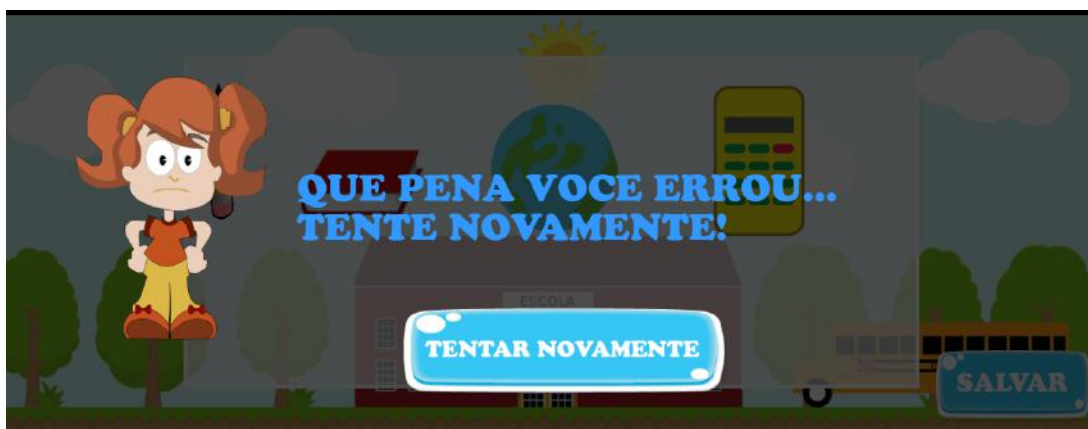 QUE PENA VOCE ERROU...
TENTE NOVAMENTE!
ESCOLA
TENTAR NOVAMENTE
SALVAR